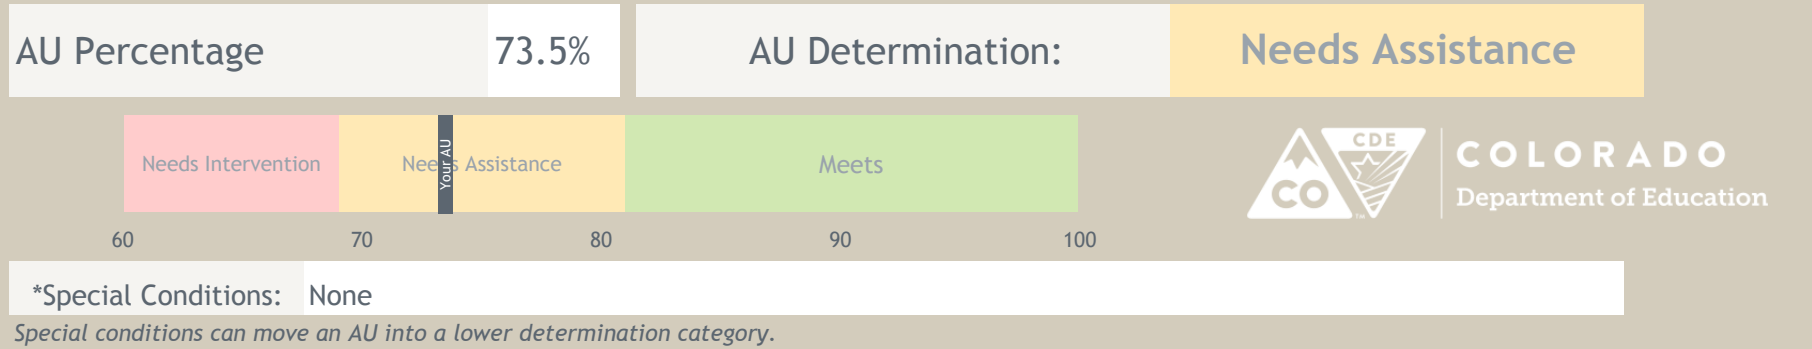 AU Percentage 73.5% AU Determination: Needs Assistance
Needs Intervention Needs Assistance Meets
Your AU
60 70 80 90 100
CDE
CO
TM
COLORADO
Department of Education
*Special Conditions: None
Special conditions can move an AU into a lower determination category.